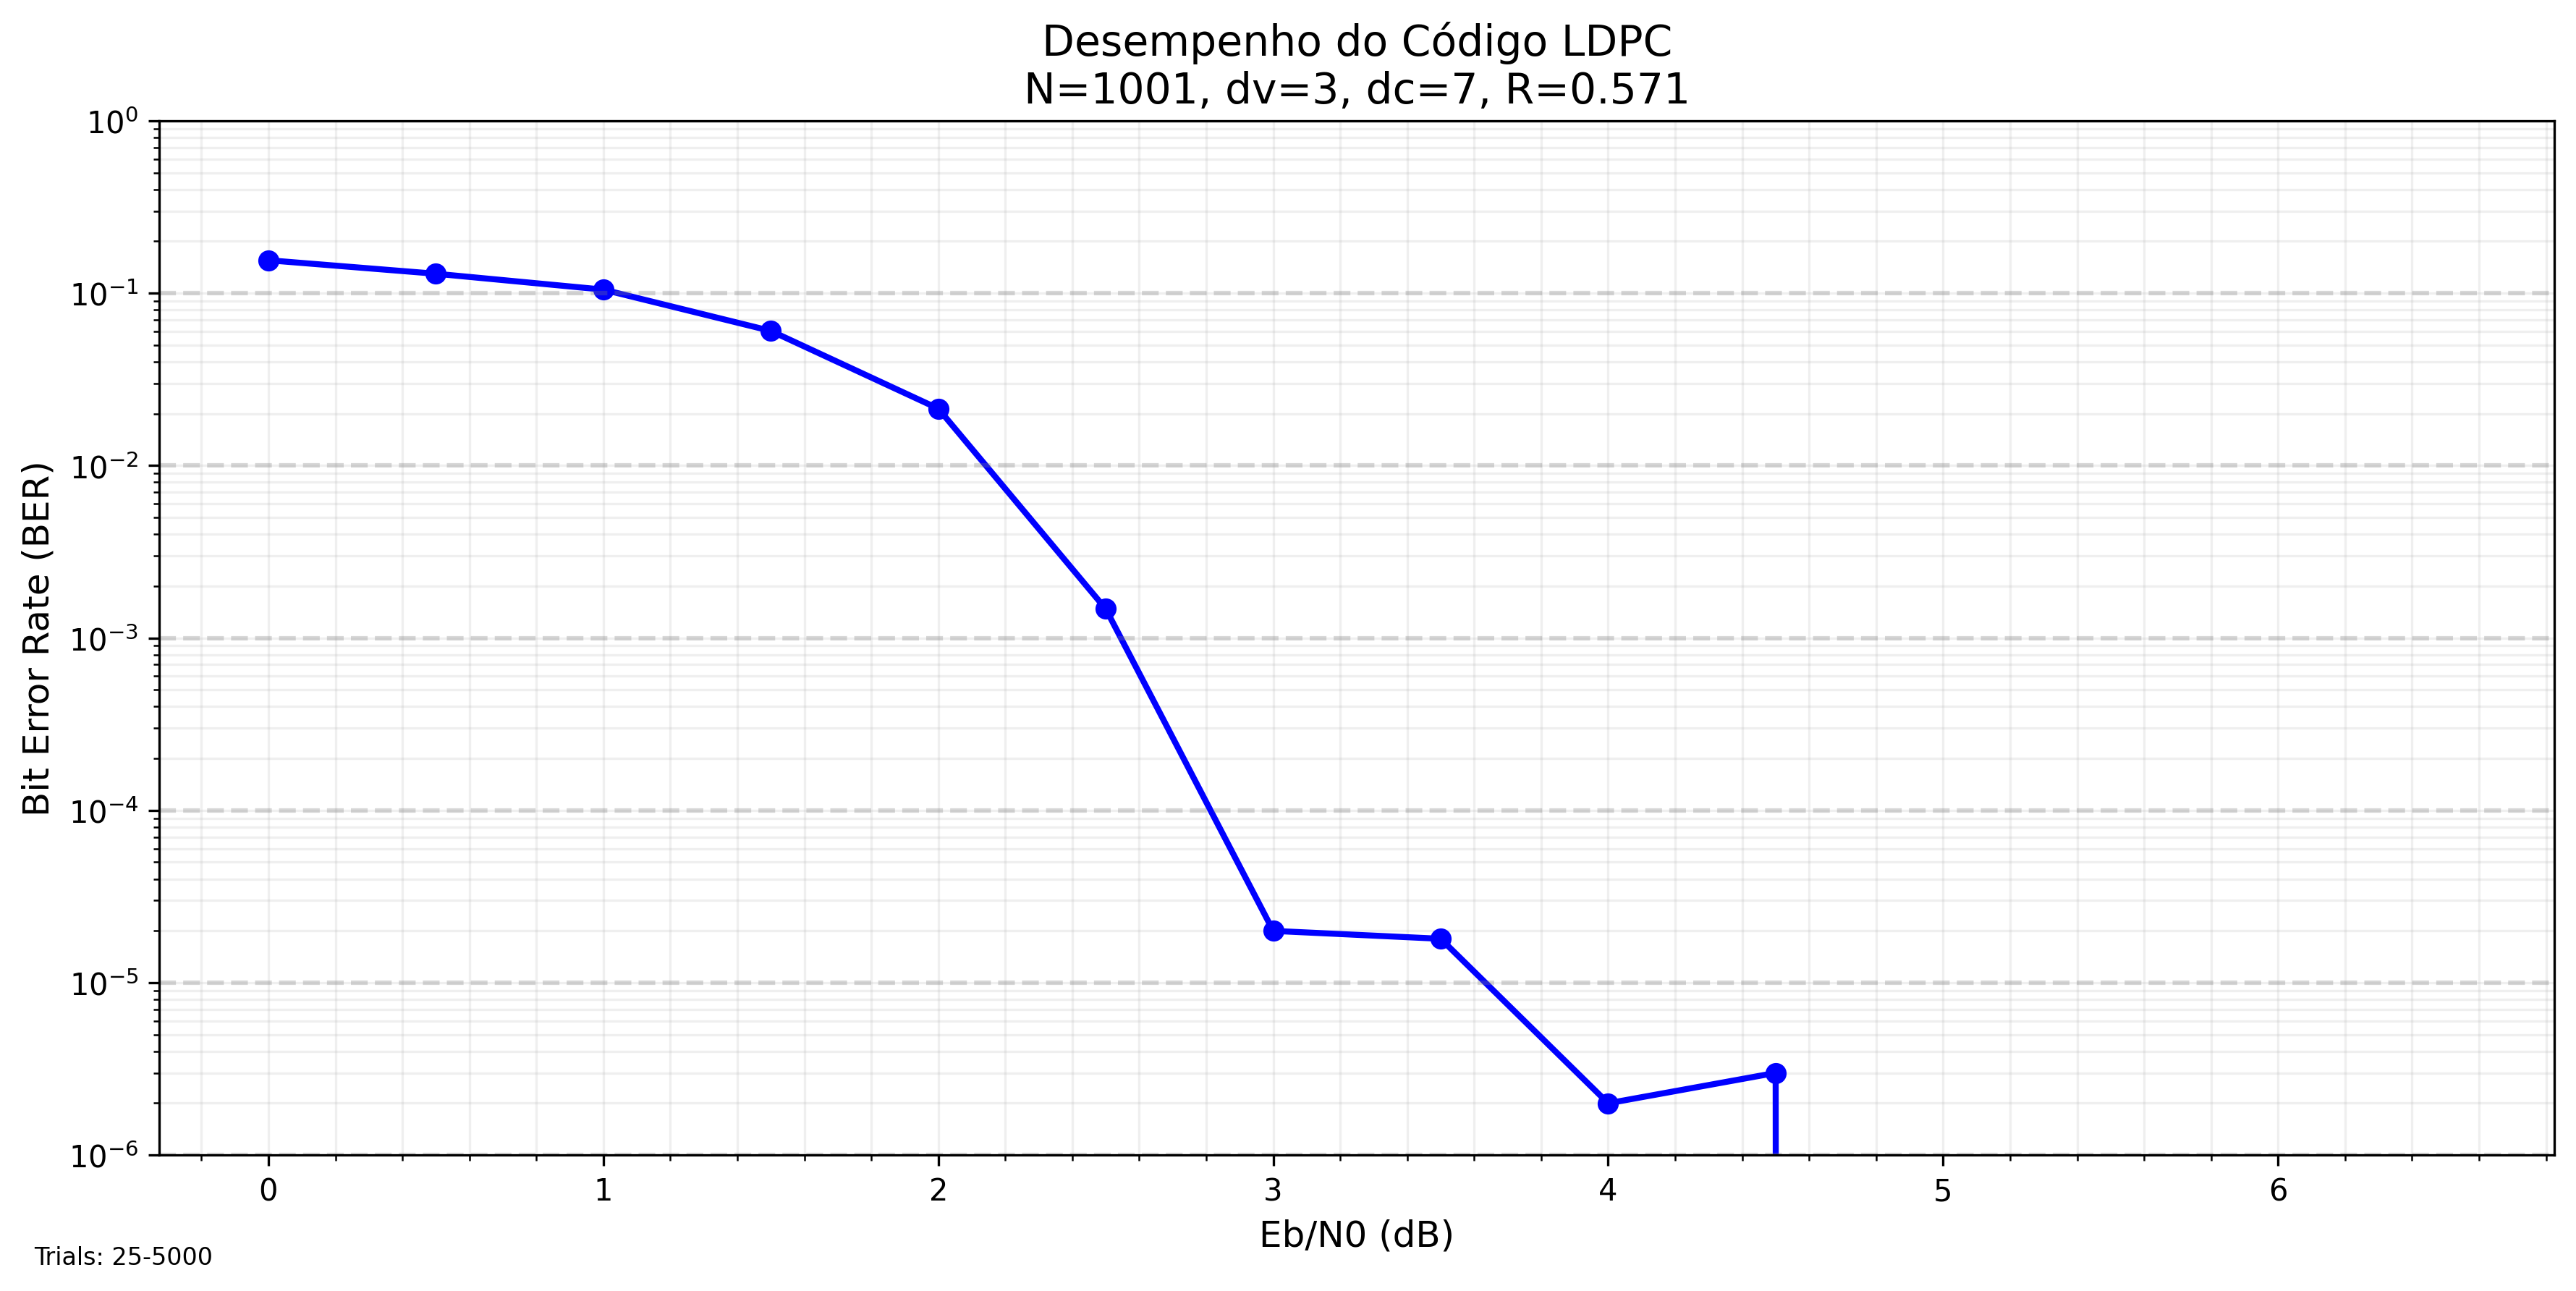 Desempenho do Código LDPC
N=1001, dv=3, dc=7, R=0.571
Bit Error Rate (BER)
10⁰
10⁻¹
10⁻²
10⁻³
10⁻⁴
10⁻⁵
10⁻⁶
0 1 2 3 4 5 6
Eb/N0 (dB)
Trials: 25-5000